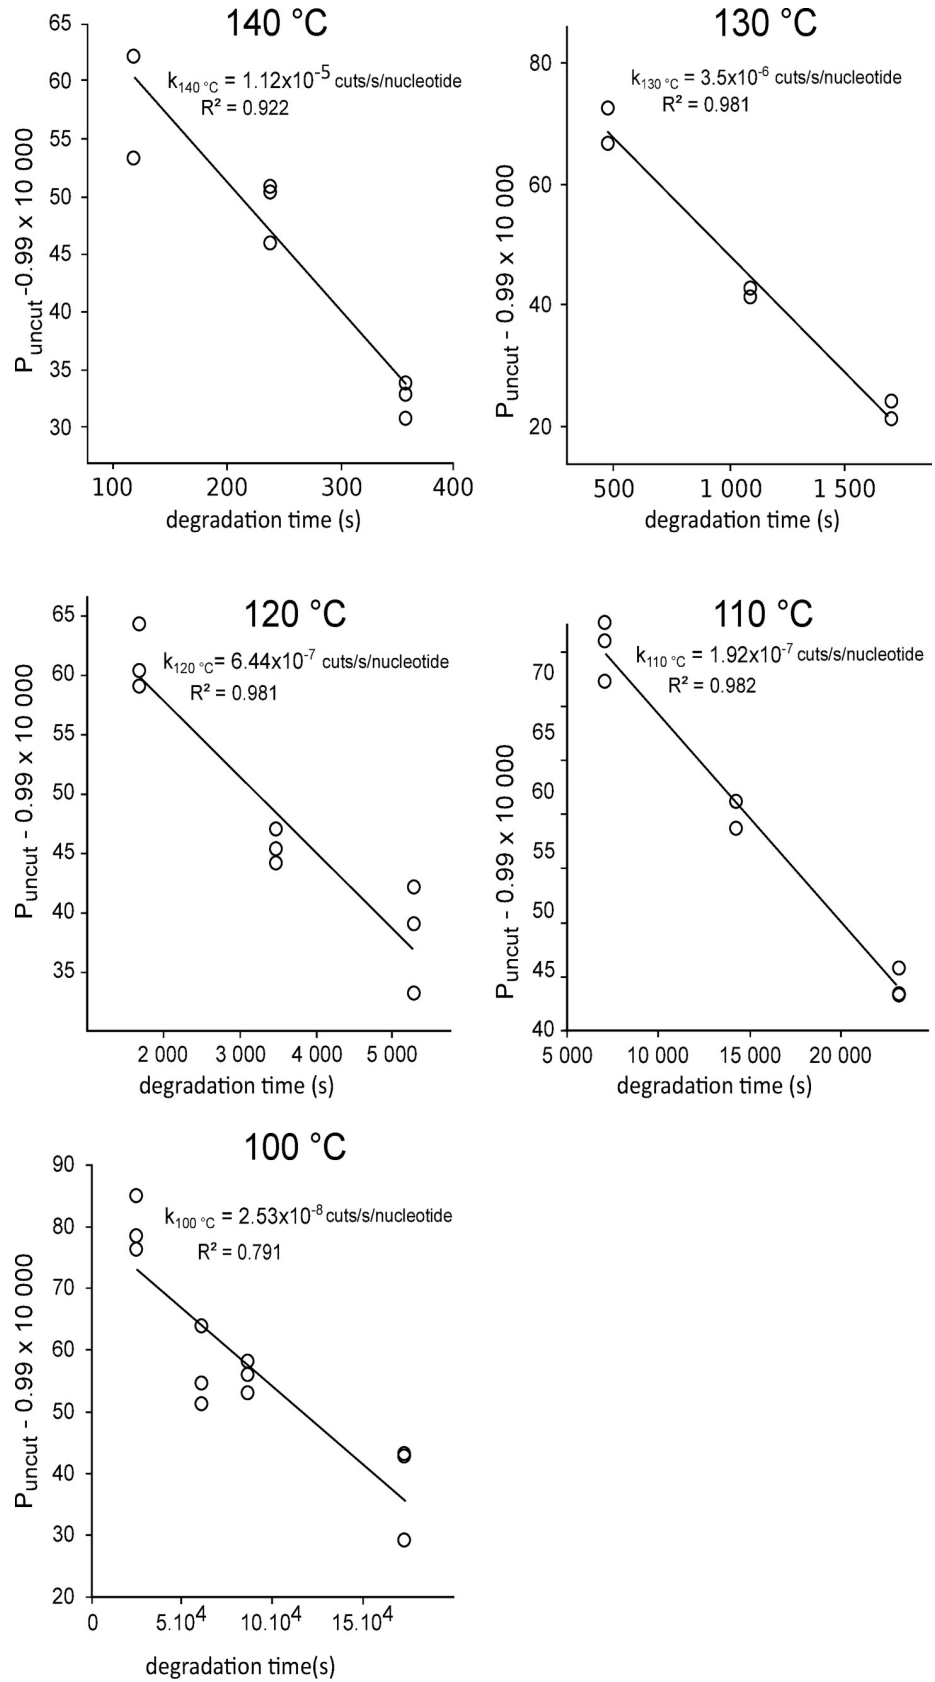 140 °C
k140 °C = 1.12x10-5 cuts/s/nucleotide
R² = 0.922
Puncut-0.99 x 10 000
65
60
55
50
45
40
35
30
100 200 300 400
degradation time (s)
130 °C
k130 °C = 3.5x10-6 cuts/s/nucleotide
R² = 0.981
Puncut - 0.99 x 10 000
80
60
40
20
500 1 000 1 500
degradation time (s)
120 °C
k120 °C= 6.44x10-7 cuts/s/nucleotide
R² = 0.981
Puncut - 0.99 x 10 000
65
60
55
50
45
40
35
2 000 3 000 4 000 5 000
degradation time (s)
110 °C
k110 °C = 1.92x10-7 cuts/s/nucleotide
R² = 0.982
Puncut - 0.99 x 10 000
70
65
60
55
50
45
40
5 000 10 000 15 000 20 000
degradation time (s)
100 °C
k100 °C = 2.53x10-8 cuts/s/nucleotide
R² = 0.791
Puncut - 0.99 x 10 000
90
80
70
60
50
40
30
20
0 5.104 10.104 15.104
degradation time(s)